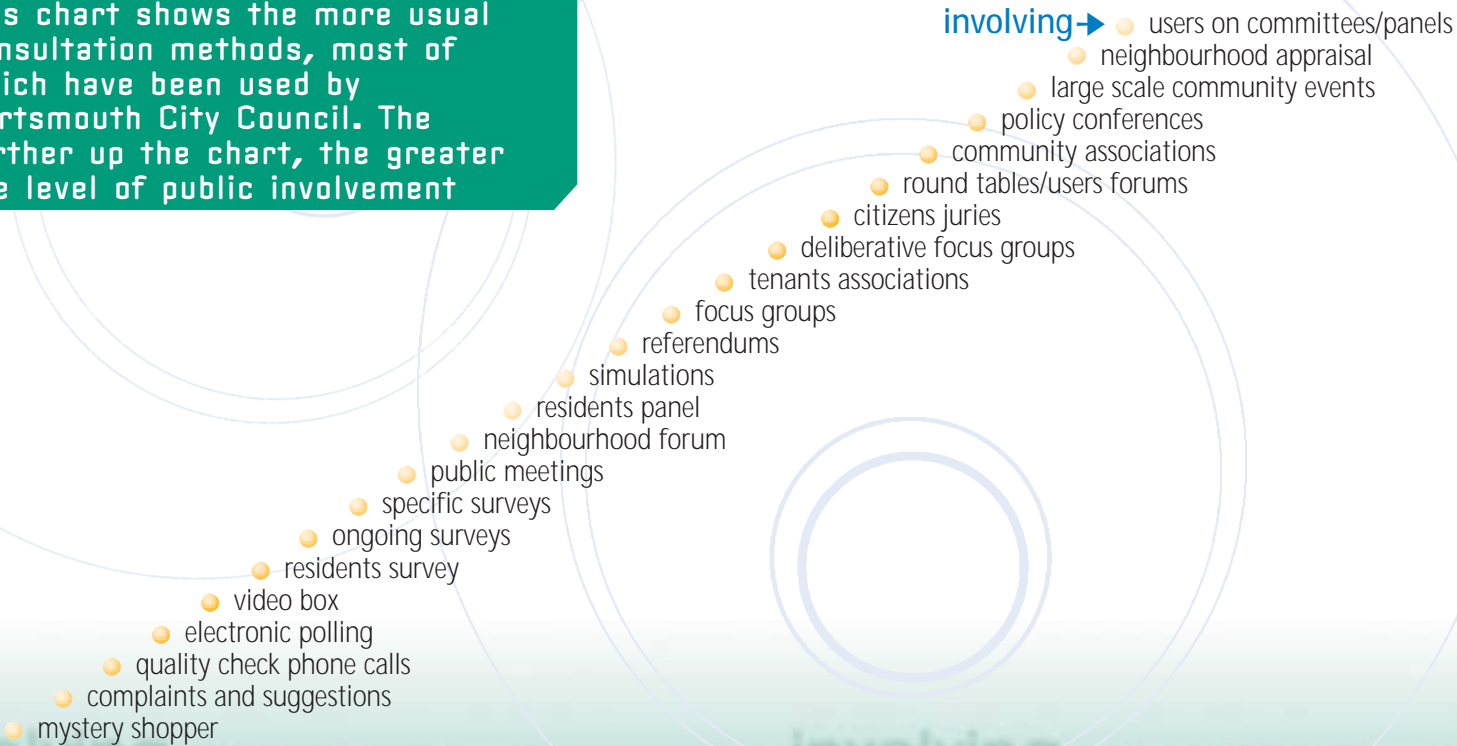 s chart shows the more usual
nsultation methods, most of
ich have been used by
rtsmouth City Council. The
rther up the chart, the greater
e level of public involvement
involving
users on committees/panels
neighbourhood appraisal
large scale community events
policy conferences
community associations
round tables/users forums
citizens juries
deliberative focus groups
tenants associations
focus groups
referendums
simulations
residents panel
neighbourhood forum
public meetings
specific surveys
ongoing surveys
residents survey
video box
electronic polling
quality check phone calls
complaints and suggestions
mystery shopper